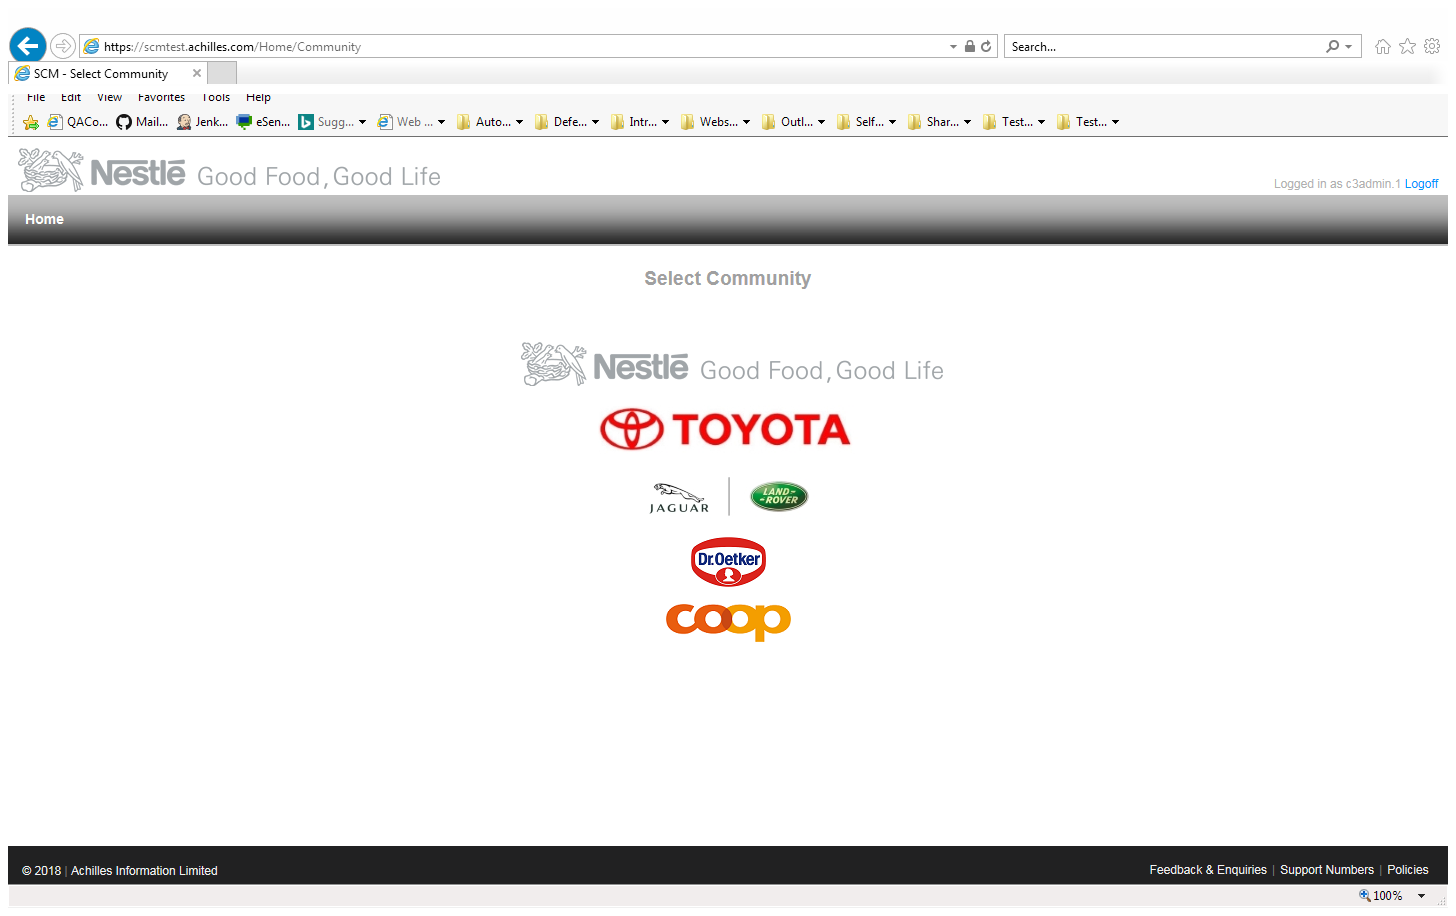 https://scmtest.achilles.com/Home/Community
Search...
SCM - Select Community
File Edit View Favorites Tools Help
QACo... Mail... Jenk... eSen... Sugg... Web ... Auto... Defe... Intr... Webs... Outl... Self... Shar... Test... Test...
Nestlé Good Food, Good Life
Logged in as c3admin.1 Logoff
Home
Select Community
Nestlé Good Food, Good Life
TOYOTA
JAGUAR LAND-ROVER
Dr.Oetker
coop
© 2018 | Achilles Information Limited
Feedback & Enquiries | Support Numbers | Policies
100%